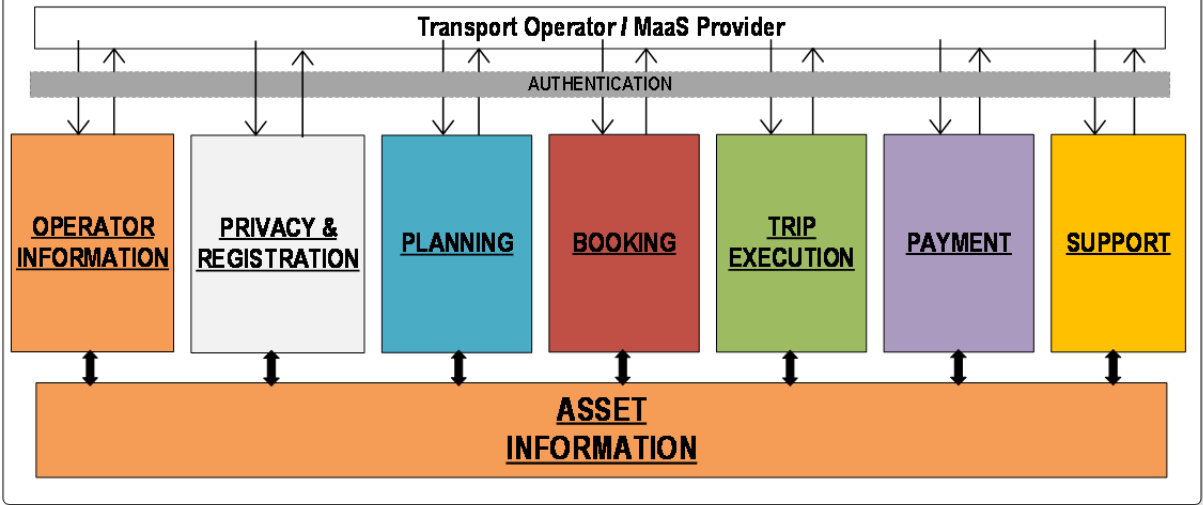 Transport Operator / MaaS Provider
AUTHENTICATION
OPERATOR
INFORMATION
PRIVACY &
REGISTRATION
PLANNING
BOOKING
TRIP
EXECUTION
PAYMENT
SUPPORT
ASSET
INFORMATION